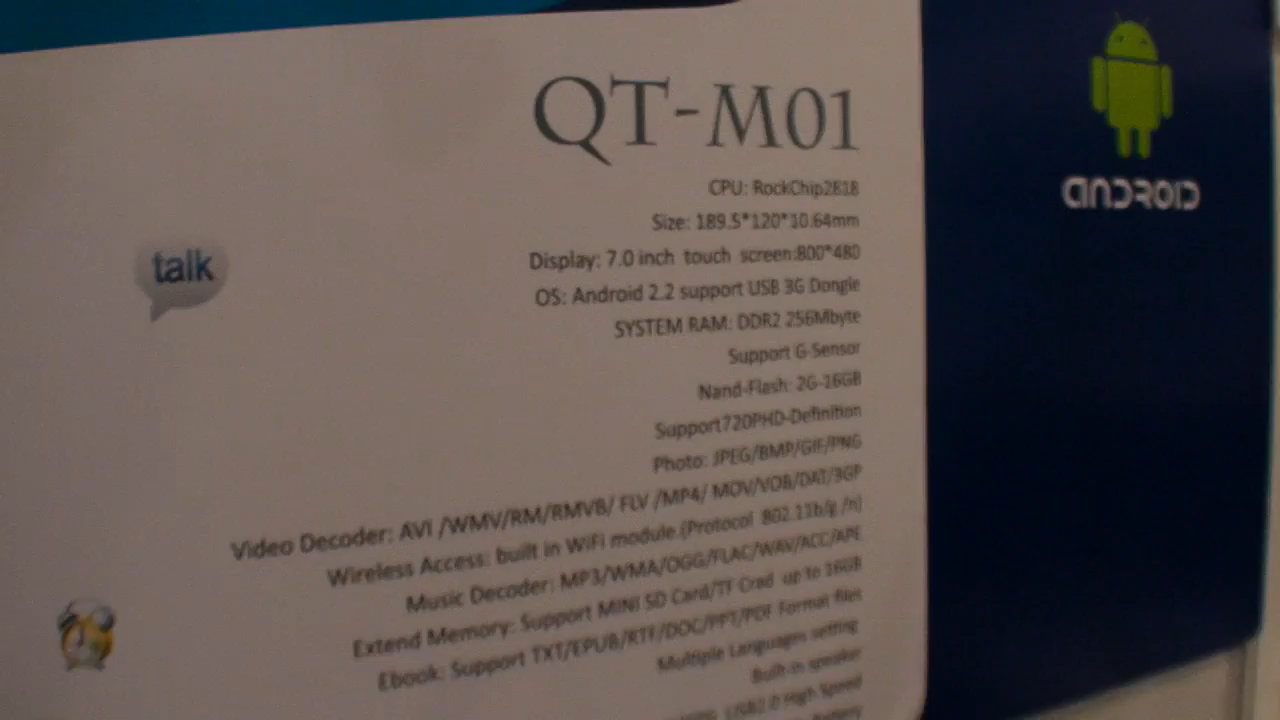 QT-M01
CPU: RockChip2818
Size: 189.5*120*10.64mm
Display: 7.0 inch touch screen:800*480
OS: Android 2.2 support USB 3G Dongle
SYSTEM RAM: DDR2 256Mbyte
Support G-Sensor
Nand-Flash: 2G-16GB
Support720PHD-Definition
Photo: JPEG/BMP/GIF/PNG
Video Decoder: AVI /WMV/RM/RMVB/ FLV /MP4/ MOV/VOB/DAT/3GP
Wireless Access: built in WiFi module (Protocol 802.11b/g /n)
Music Decoder: MP3/WMA/OGG/FLAC/WAV/ACC/APE
Extend Memory: Support MINI SD Card/TF Crad up to 16GB
Ebook: Support TXT/EPUB/RTF/DOC/PPT/PDF Format files
Multiple Languages setting
Built-in speaker
USB2.0 High Speed
Battery
talk
ANDROID